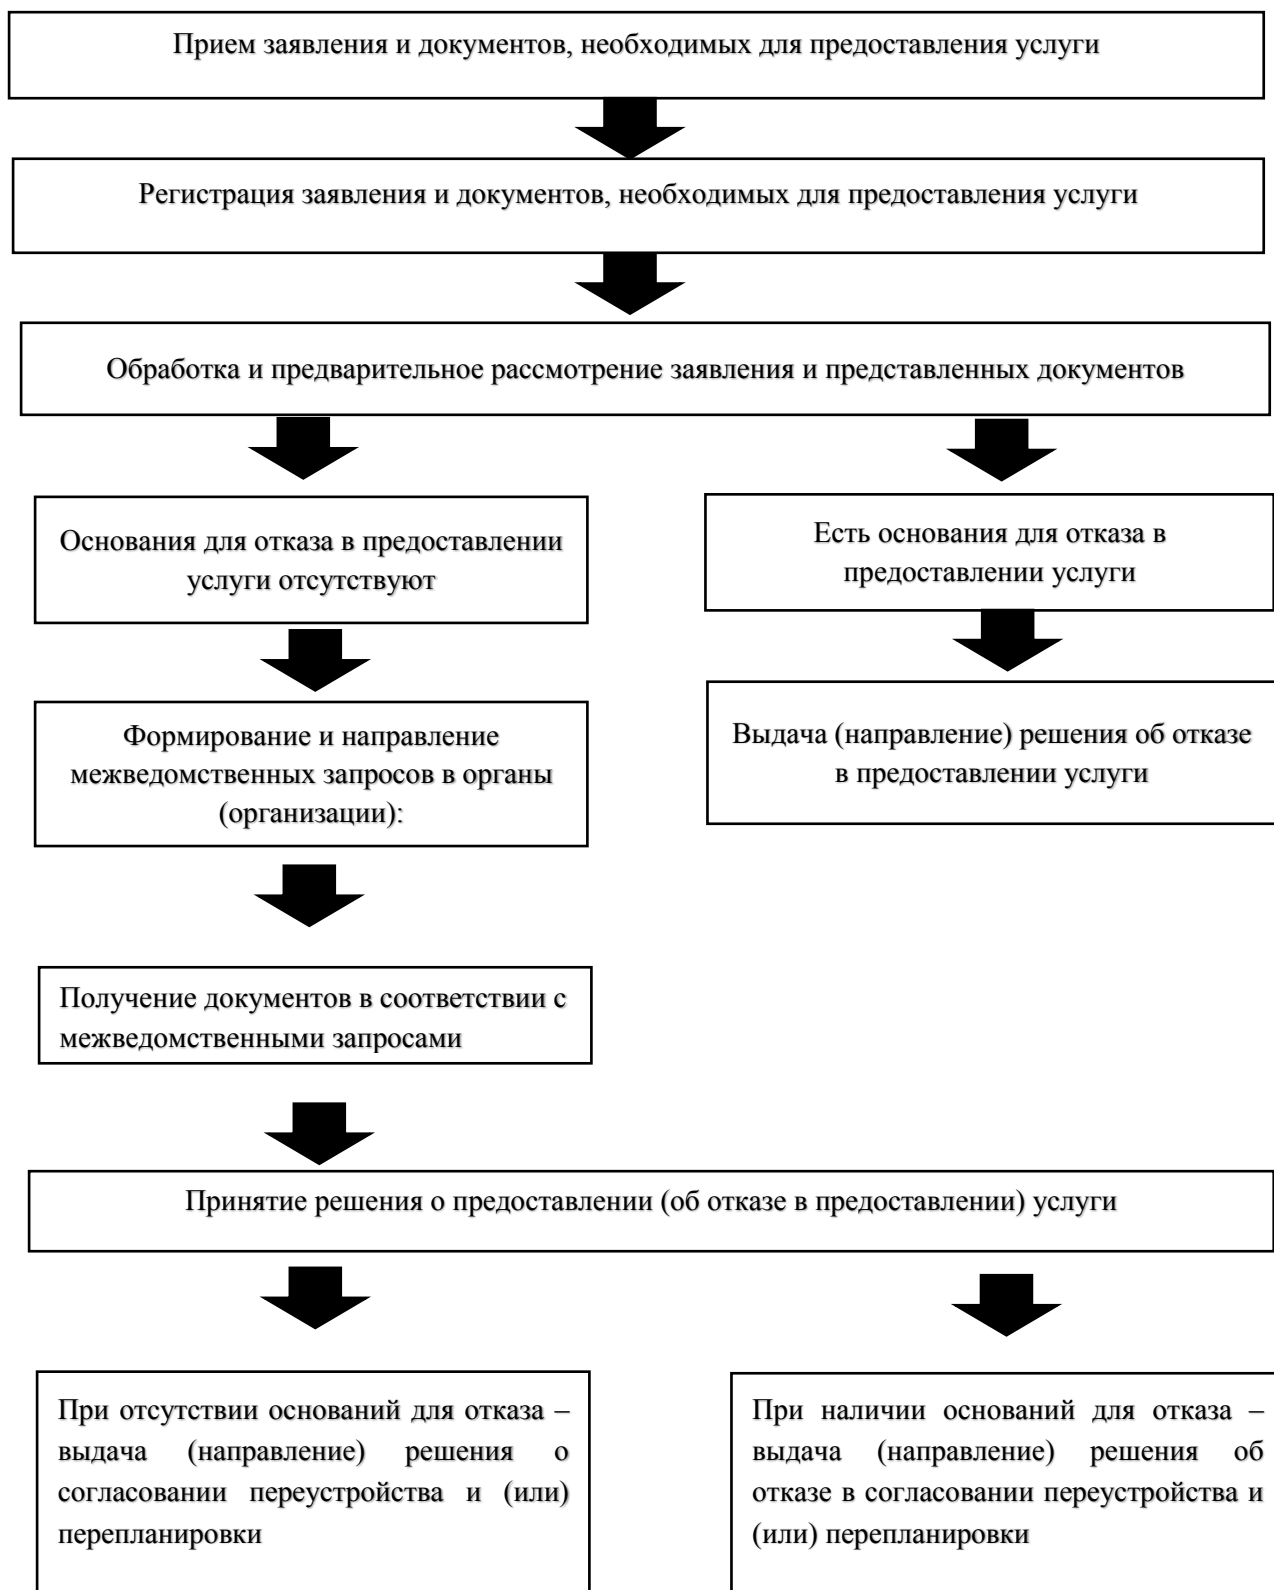 Прием заявления и документов, необходимых для предоставления услуги
Регистрация заявления и документов, необходимых для предоставления услуги
Обработка и предварительное рассмотрение заявления и представленных документов
Основания для отказа в предоставлении
услуги отсутствуют
Есть основания для отказа в
предоставлении услуги
Формирование и направление
межведомственных запросов в органы
(организации):
Выдача (направление) решения об отказе
в предоставлении услуги
Получение документов в соответствии с
межведомственными запросами
Принятие решения о предоставлении (об отказе в предоставлении) услуги
При отсутствии оснований для отказа –
выдача (направление) решения о
согласовании переустройства и (или)
перепланировки
При наличии оснований для отказа –
выдача (направление) решения об
отказе в согласовании переустройства и
(или) перепланировки